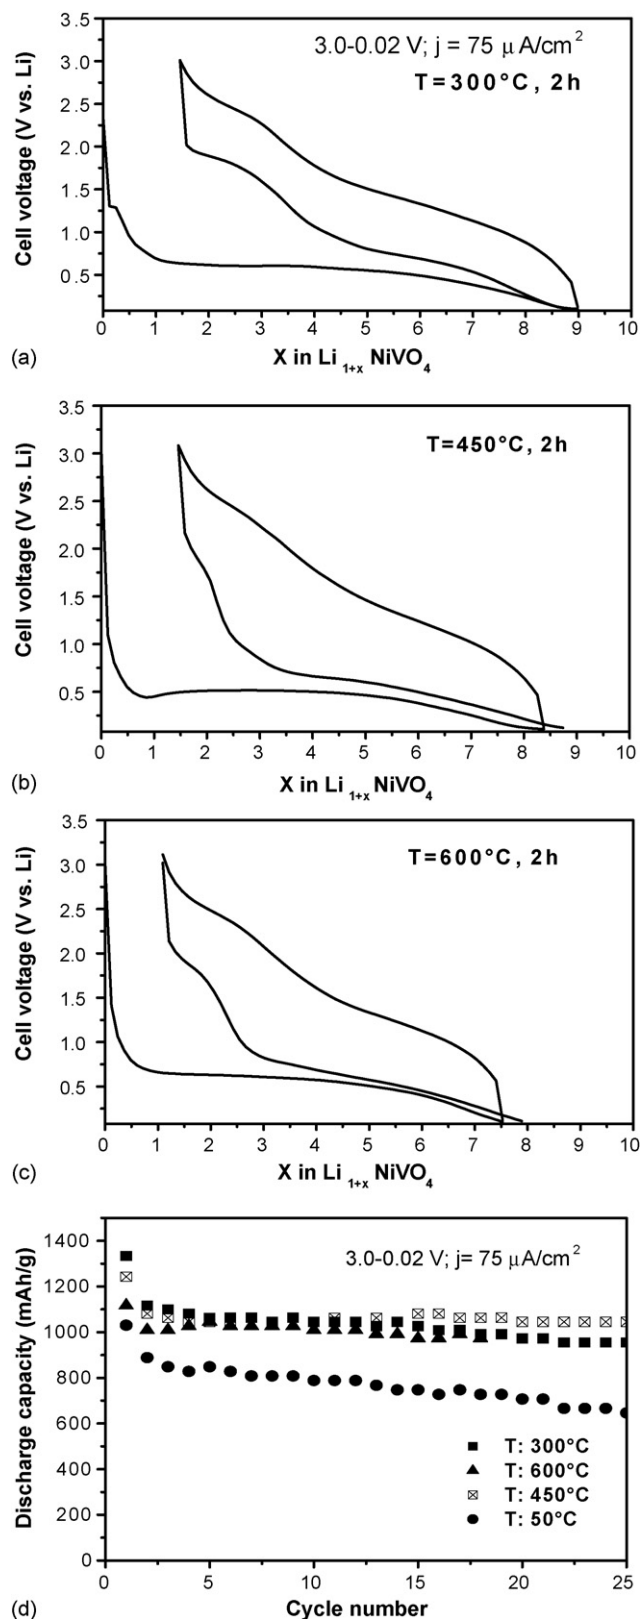 3.5
3.0
2.5
2.0
1.5
1.0
0.5
Cell voltage (V vs. Li)
3.0-0.02 V; j = 75 μ A/cm²
T=300°C, 2h
0 1 2 3 4 5 6 7 8 9 10
X in Li 1+x NiVO4
(a)
3.5
3.0
2.5
2.0
1.5
1.0
0.5
Cell voltage (V vs. Li)
T=450°C, 2h
0 1 2 3 4 5 6 7 8 9 10
X in Li 1+x NiVO4
(b)
3.5
3.0
2.5
2.0
1.5
1.0
0.5
Cell voltage (V vs. Li)
T=600°C, 2h
0 1 2 3 4 5 6 7 8 9 10
X in Li 1+x NiVO4
(c)
1400
1200
1000
800
600
400
200
0
Discharge capacity (mAh/g)
3.0-0.02 V; j= 75 μ A/cm²
T: 300°C
T: 600°C
T: 450°C
T: 50°C
0 5 10 15 20 25
Cycle number
(d)